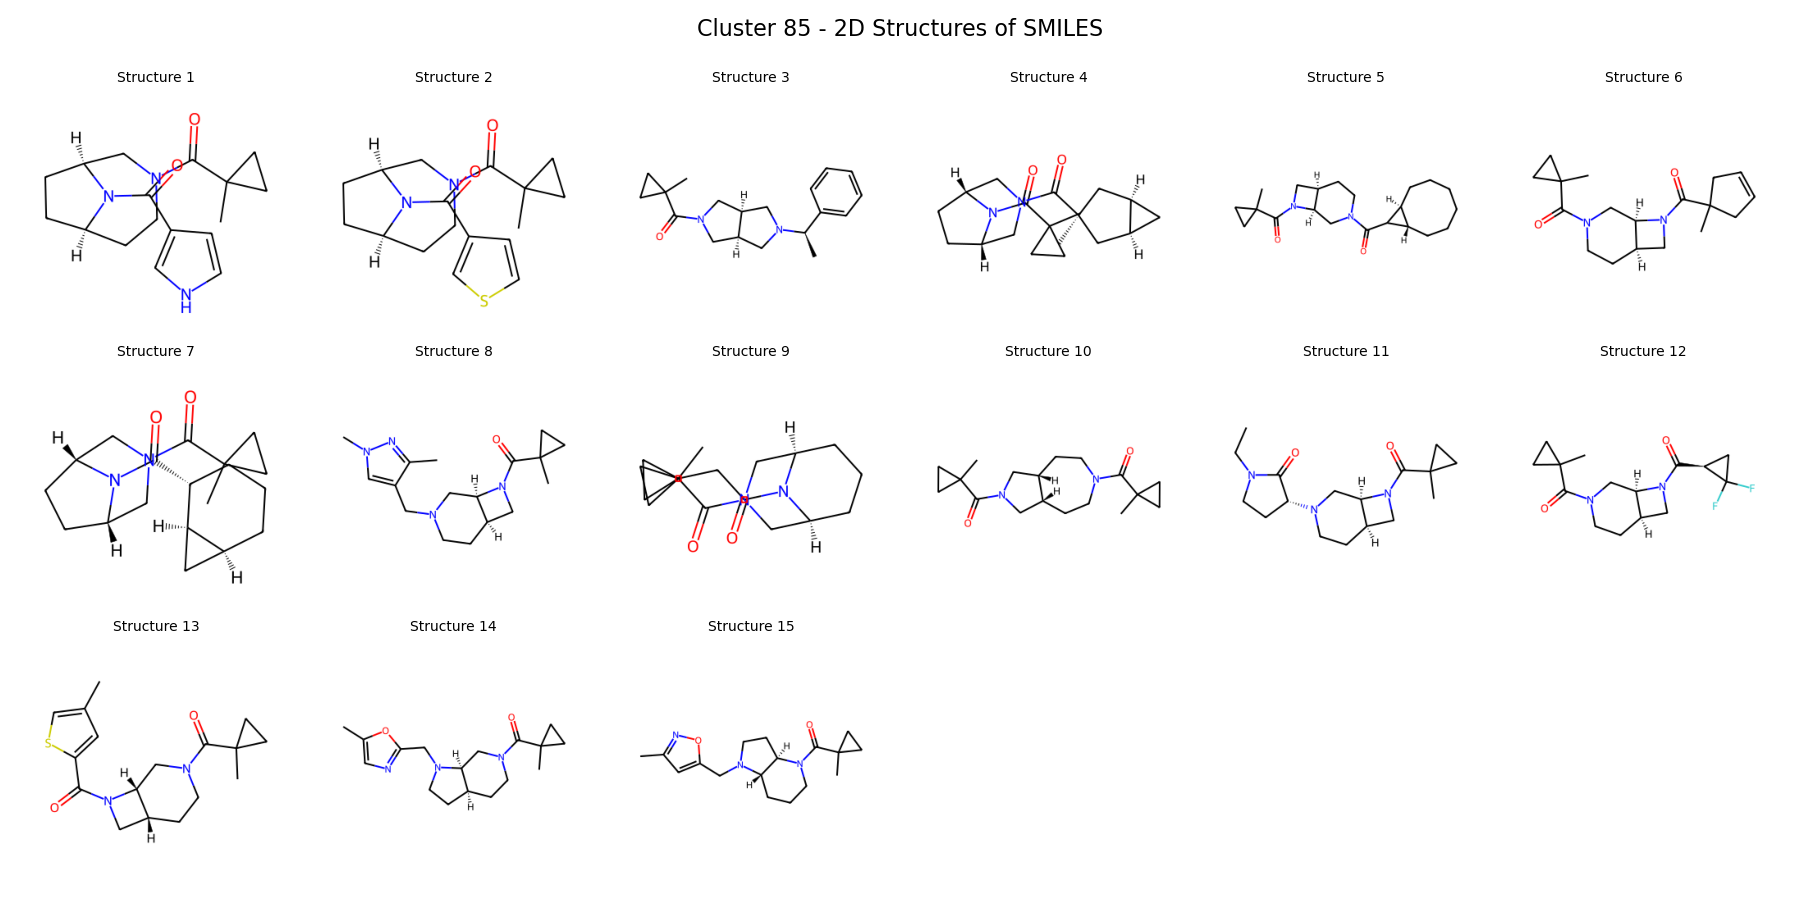 Cluster 85 - 2D Structures of SMILES
Structure 1
Structure 2
Structure 3
Structure 4
Structure 5
Structure 6
H O O N N H N H
H O O N N H S
O N H H N
H O O N N H H H
O N H H N O H H
O N H N O H
Structure 7
Structure 8
Structure 9
Structure 10
Structure 11
Structure 12
H O O N N H H H
N N N H N O H
O O O N N H H
O N H H N O
N O N H N O H
O N H N O H F F
Structure 13
Structure 14
Structure 15
S O N H H N O
O N N H H N O
N O N H H N O